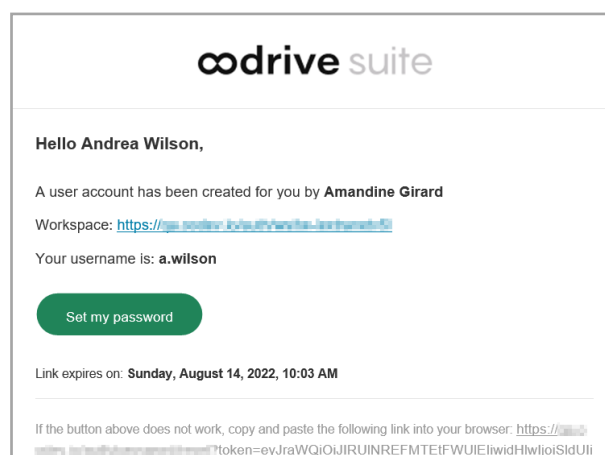 oodrive suite
Hello Andrea Wilson,
A user account has been created for you by Amandine Girard
Workspace: https://
Your username is: a.wilson
Set my password
Link expires on: Sunday, August 14, 2022, 10:03 AM
If the button above does not work, copy and paste the following link into your browser: https://